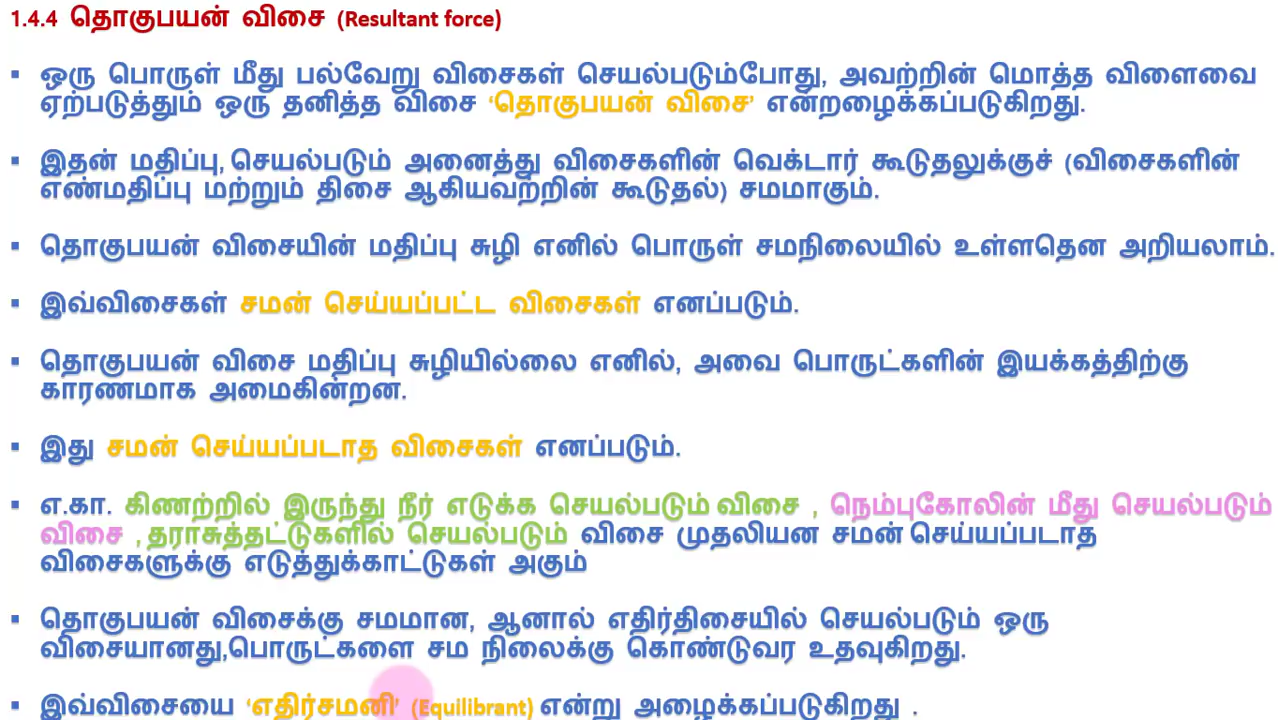 1.4.4 தொகுபயன் விசை (Resultant force)
▪ ஒரு பொருள் மீது பல்வேறு விசைகள் செயல்படும்போது, அவற்றின் மொத்த விளைவை
ஏற்படுத்தும் ஒரு தனித்த விசை ‘தொகுபயன் விசை’ என்றழைக்கப்படுகிறது.
▪ இதன் மதிப்பு, செயல்படும் அனைத்து விசைகளின் வெக்டார் கூடுதலுக்குச் (விசைகளின்
எண்மதிப்பு மற்றும் திசை ஆகியவற்றின் கூடுதல்) சமமாகும்.
▪ தொகுபயன் விசையின் மதிப்பு சுழி எனில் பொருள் சமநிலையில் உள்ளதென அறியலாம்.
▪ இவ்விசைகள் சமன் செய்யப்பட்ட விசைகள் எனப்படும்.
▪ தொகுபயன் விசை மதிப்பு சுழியில்லை எனில், அவை பொருட்களின் இயக்கத்திற்கு
காரணமாக அமைகின்றன.
▪ இது சமன் செய்யப்படாத விசைகள் எனப்படும்.
▪ எ.கா. கிணற்றில் இருந்து நீர் எடுக்க செயல்படும் விசை , நெம்புகோலின் மீது செயல்படும்
விசை ,தராசுத்தட்டுகளில் செயல்படும் விசை முதலியன சமன் செய்யப்படாத
விசைகளுக்கு எடுத்துக்காட்டுகள் அகும்
▪ தொகுபயன் விசைக்கு சமமான, ஆனால் எதிர்திசையில் செயல்படும் ஒரு
விசையானது,பொருட்களை சம நிலைக்கு கொண்டுவர உதவுகிறது.
▪ இவ்விசையை ‘எதிர்சமனி’ (Equilibrant) என்று அழைக்கப்படுகிறது .